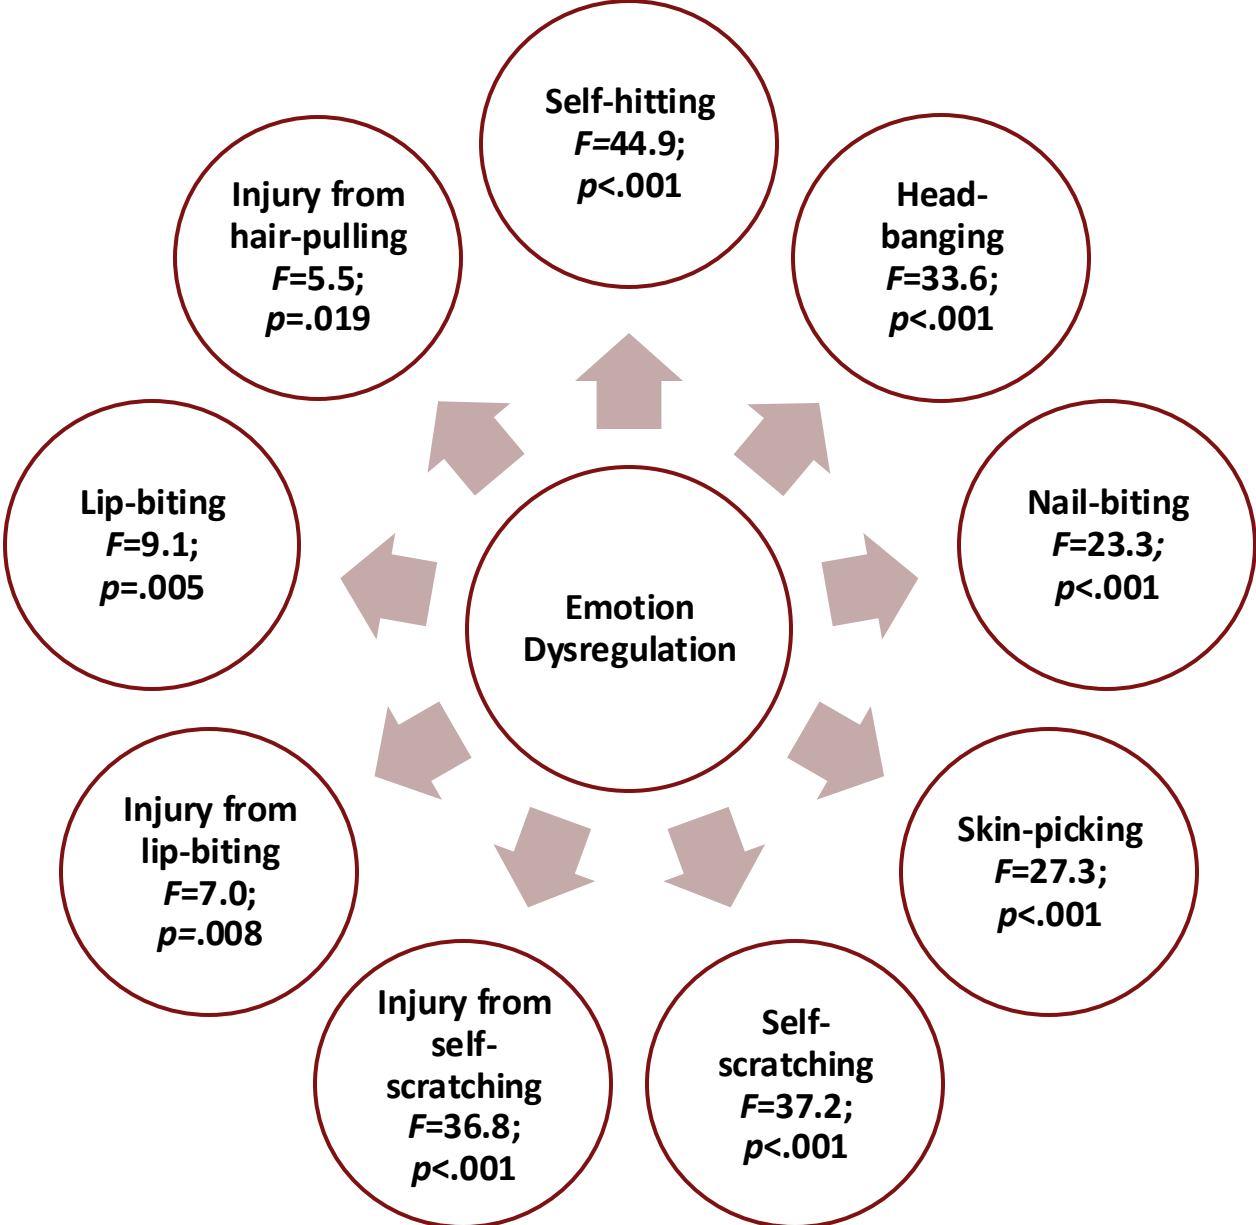 Self-hitting
F=44.9;
p<.001
Head-
banging
F=33.6;
p<.001
Nail-biting
F=23.3;
p<.001
Skin-picking
F=27.3;
p<.001
Self-
scratching
F=37.2;
p<.001
Injury from
self-
scratching
F=36.8;
p<.001
Injury from
lip-biting
F=7.0;
p=.008
Lip-biting
F=9.1;
p=.005
Injury from
hair-pulling
F=5.5;
p=.019
Emotion
Dysregulation